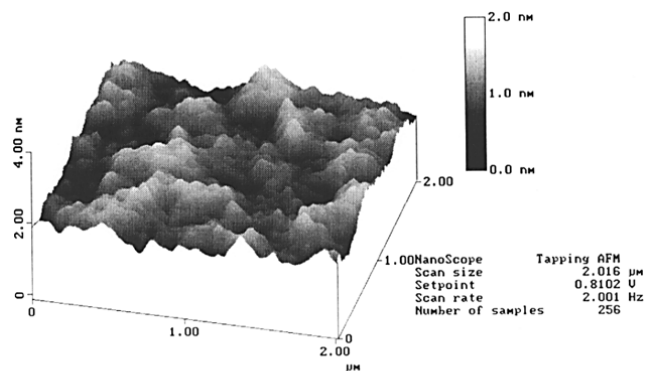 2.0 nm
1.0 nm
0.0 nm
4.00 nm
2.00
0
0
1.00
2.00
μm
0
1.00
2.00
NanoScope Tapping AFM
Scan size 2.016 μm
Setpoint 0.8102 V
Scan rate 2.001 Hz
Number of samples 256